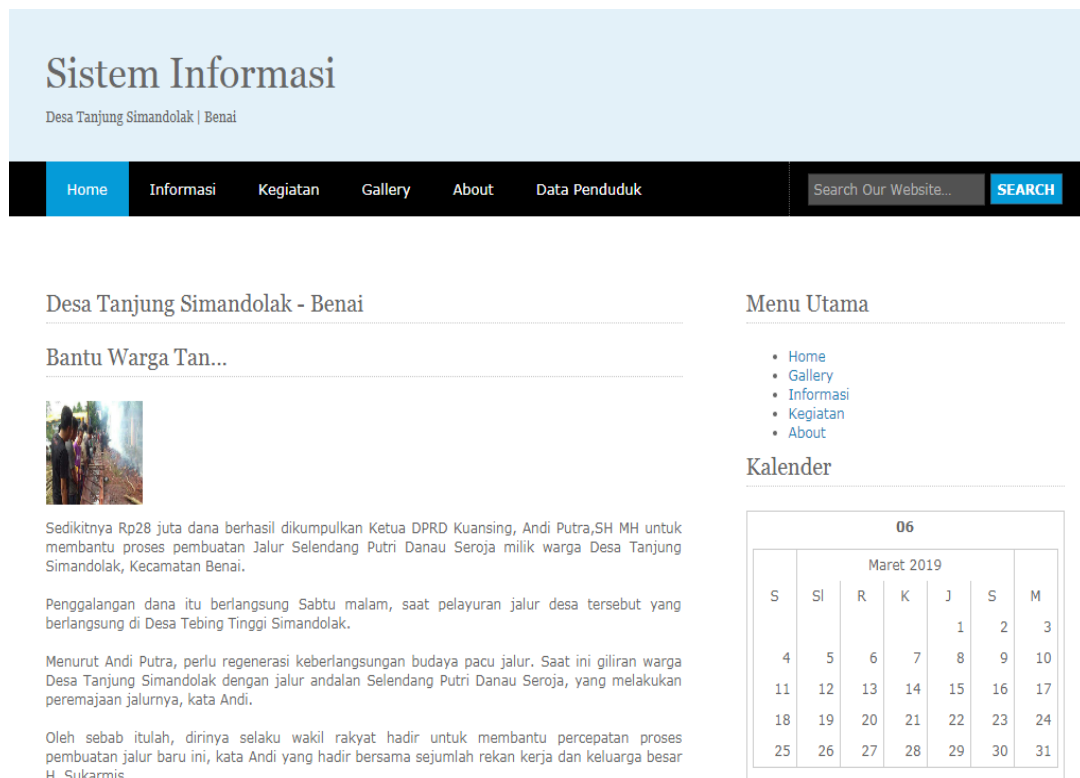 Sistem Informasi
Desa Tanjung Simandolak | Benai
Home Informasi Kegiatan Gallery About Data Penduduk Search Our Website... SEARCH
Desa Tanjung Simandolak - Benai
Bantu Warga Tan...
Sedikitnya Rp28 juta dana berhasil dikumpulkan Ketua DPRD Kuansing, Andi Putra,SH MH untuk
membantu proses pembuatan Jalur Selendang Putri Danau Seroja milik warga Desa Tanjung
Simandolak, Kecamatan Benai.
Penggalangan dana itu berlangsung Sabtu malam, saat pelayuran jalur desa tersebut yang
berlangsung di Desa Tebing Tinggi Simandolak.
Menurut Andi Putra, perlu regenerasi keberlangsungan budaya pacu jalur. Saat ini giliran warga
Desa Tanjung Simandolak dengan jalur andalan Selendang Putri Danau Seroja, yang melakukan
peremajaan jalurnya, kata Andi.
Oleh sebab itulah, dirinya selaku wakil rakyat hadir untuk membantu percepatan proses
pembuatan jalur baru ini, kata Andi yang hadir bersama sejumlah rekan kerja dan keluarga besar
H. Sukarmis
Menu Utama
Home
Gallery
Informasi
Kegiatan
About
Kalender
06
Maret 2019
S Sl R K J S M
1 2 3
4 5 6 7 8 9 10
11 12 13 14 15 16 17
18 19 20 21 22 23 24
25 26 27 28 29 30 31